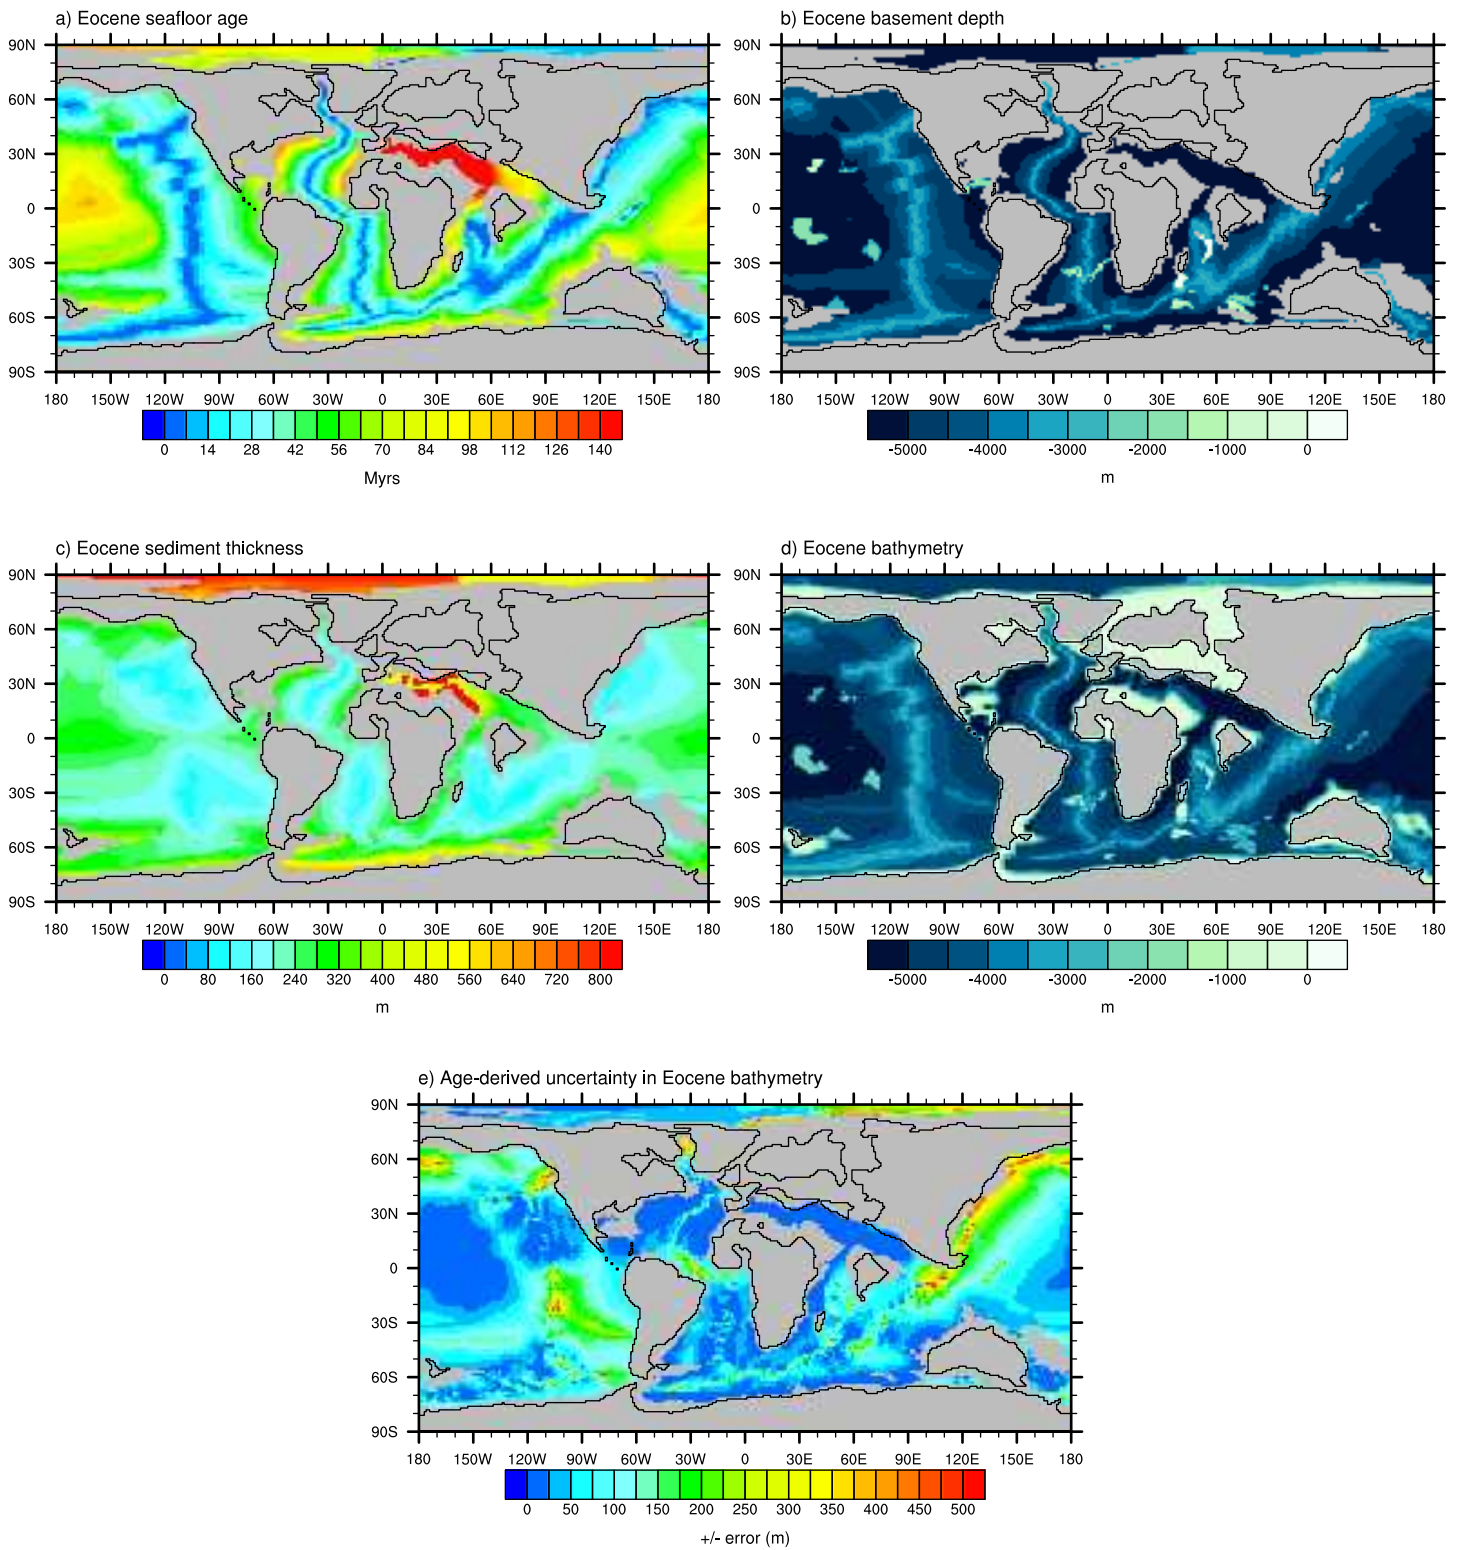 a) Eocene seafloor age
90N
60N
30N
0
30S
60S
90S
180 150W 120W 90W 60W 30W 0 30E 60E 90E 120E 150E 180
0 14 28 42 56 70 84 98 112 126 140
Myrs
b) Eocene basement depth
90N
60N
30N
0
30S
60S
90S
180 150W 120W 90W 60W 30W 0 30E 60E 90E 120E 150E 180
-5000 -4000 -3000 -2000 -1000 0
m
c) Eocene sediment thickness
90N
60N
30N
0
30S
60S
90S
180 150W 120W 90W 60W 30W 0 30E 60E 90E 120E 150E 180
0 80 160 240 320 400 480 560 640 720 800
m
d) Eocene bathymetry
90N
60N
30N
0
30S
60S
90S
180 150W 120W 90W 60W 30W 0 30E 60E 90E 120E 150E 180
-5000 -4000 -3000 -2000 -1000 0
m
e) Age-derived uncertainty in Eocene bathymetry
90N
60N
30N
0
30S
60S
90S
180 150W 120W 90W 60W 30W 0 30E 60E 90E 120E 150E 180
0 50 100 150 200 250 300 350 400 450 500
+/- error (m)